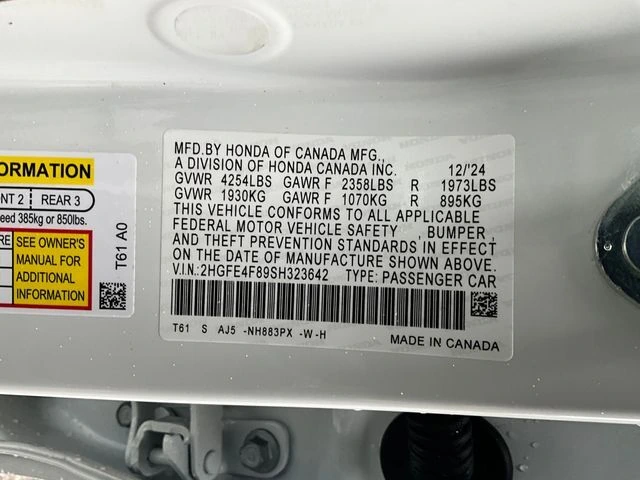 MFD.BY HONDA OF CANADA MFG.,
A DIVISION OF HONDA CANADA INC. 12/'24
GVWR 4254LBS GAWR F 2358LBS R 1973LBS
GVWR 1930KG GAWR F 1070KG R 895KG
THIS VEHICLE CONFORMS TO ALL APPLICABLE
FEDERAL MOTOR VEHICLE SAFETY , BUMPER
AND THEFT PREVENTION STANDARDS IN EFFECT
ON THE DATE OF MANUFACTURE SHOWN ABOVE.
V.I.N.:2HGFE4F89SH323642 TYPE: PASSENGER CAR
T61 S AJ5 -NH883PX -W-H
MADE IN CANADA
ORMATION
NT 2 REAR 3
eed 385kg or 850lbs.
RE
SEE OWNER'S
MANUAL FOR
ADDITIONAL
INFORMATION
T61 A0